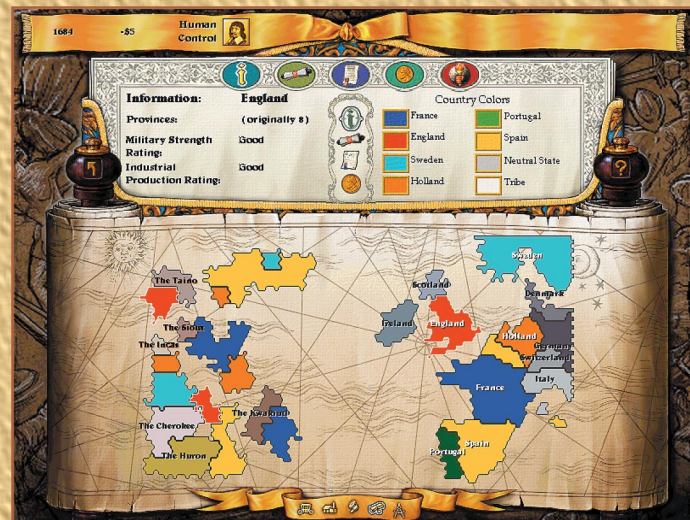 1684 -$5 Human Control
Information: England
Provinces: (originally 8)
Military Strength Rating: Good
Industrial Production Rating: Good
Country Colors
France Portugal
England Spain
Sweden Neutral State
Holland Tribe
?
Sweden
The Taino
Scotland
Denmark
Ireland
England
The Sioux
Holland
The Incas
German
Switzerland
Italy
France
The Kwakiutl
The Cherokee
The Huron
Spain
Portugal